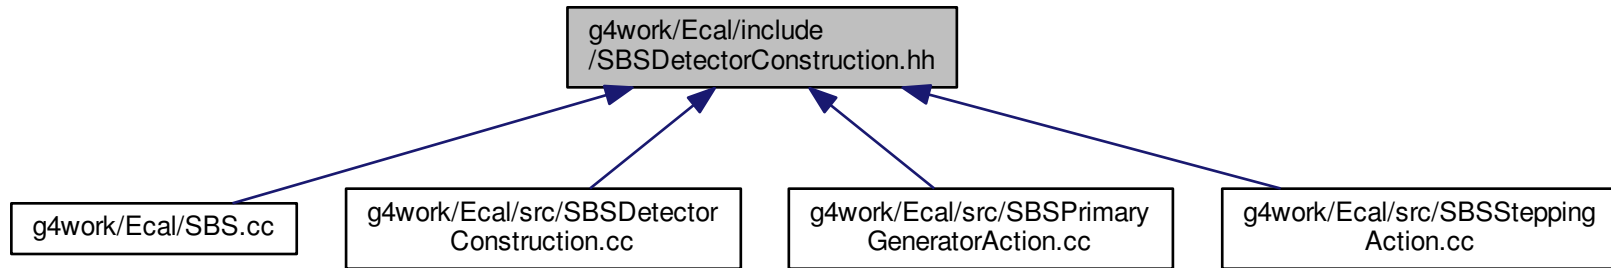 g4work/Ecal/include
/SBSDetectorConstruction.hh
g4work/Ecal/SBS.cc
g4work/Ecal/src/SBSDetector
Construction.cc
g4work/Ecal/src/SBSPrimary
GeneratorAction.cc
g4work/Ecal/src/SBSStepping
Action.cc